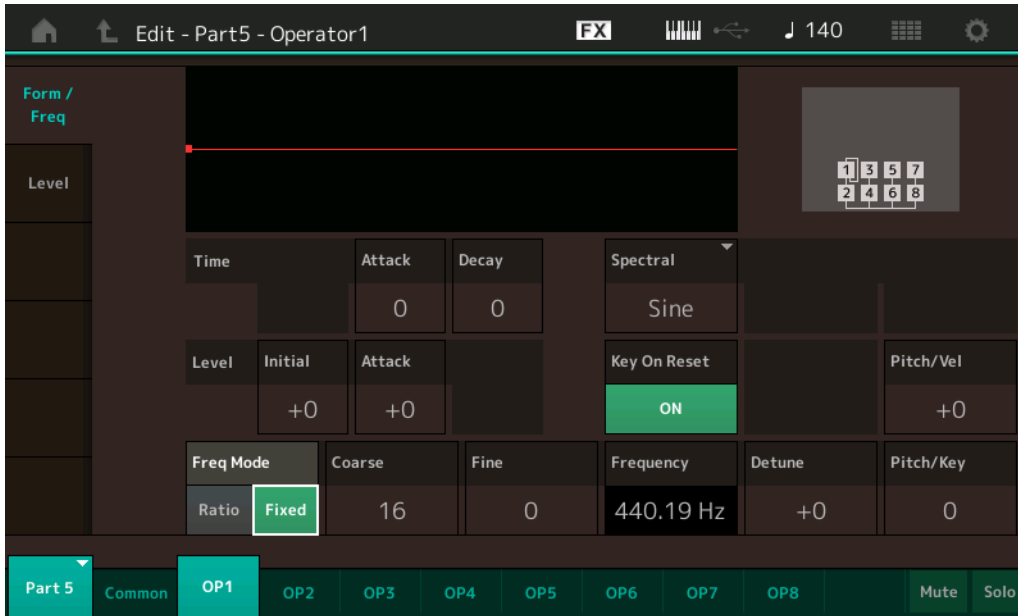 Edit - Part5 - Operator1 FX ♩ 140
Form /
Freq
Level
1 3 5 7
2 4 6 8
Time Attack Decay Spectral
0 0 Sine
Level Initial Attack Key On Reset Pitch/Vel
+0 +0 ON +0
Freq Mode Coarse Fine Frequency Detune Pitch/Key
Ratio Fixed 16 0 440.19 Hz +0 0
Part 5 Common OP1 OP2 OP3 OP4 OP5 OP6 OP7 OP8 Mute Solo